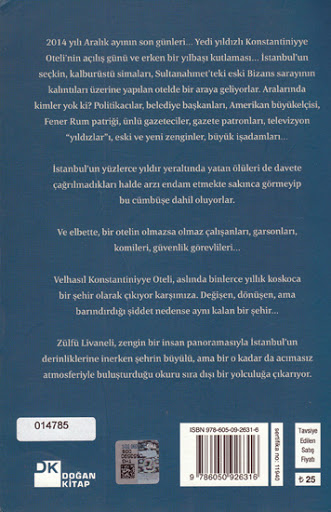 2014 yılı Aralık ayının son günleri... Yedi yıldızlı Konstantiniyye
Oteli'nin açılış günü ve erken bir yılbaşı kutlaması... İstanbul'un
seçkin, kalburüstü simaları, Sultanahmet'teki eski Bizans sarayının
kalıntıları üzerine yapılan otelde bir araya geliyorlar. Aralarında
kimler yok ki? Politikacılar, belediye başkanları, Amerikan büyükelçisi,
Fener Rum patriği, ünlü gazeteciler, gazete patronları, televizyon
“yıldızlar”ı, eski ve yeni zenginler, büyük işadamları...
İstanbul'un yüzlerce yıldır yeraltında yatan ölüleri de davete
çağrılmadıkları halde arzı endam etmekte sakınca görmeyip
bu cümbüşe dahil oluyorlar.
Ve elbette, bir otelin olmazsa olmaz çalışanları, garsonları,
komileri, güvenlik görevlileri...
Velhasıl Konstantiniyye Oteli, aslında binlerce yıllık koskoca
bir şehir olarak çıkıyor karşımıza. Değişen, dönüşen, ama
barındırdığı şiddet nedense aynı kalan bir şehir...
Zülfü Livaneli, zengin bir insan panoramasıyla İstanbul'un
derinliklerine inerken şehrin büyülü, ama bir o kadar da acımasız
atmosferiyle buluşturduğu okuru sıra dışı bir yolculuğa çıkarıyor.
014785
DK
DOĞAN
KİTAP
ISBN 978-605-09-2631-6
9 786050 926316
sertifika no: 11940
Tavsiye
Edilen
Satış
Fiyatı
₺ 25